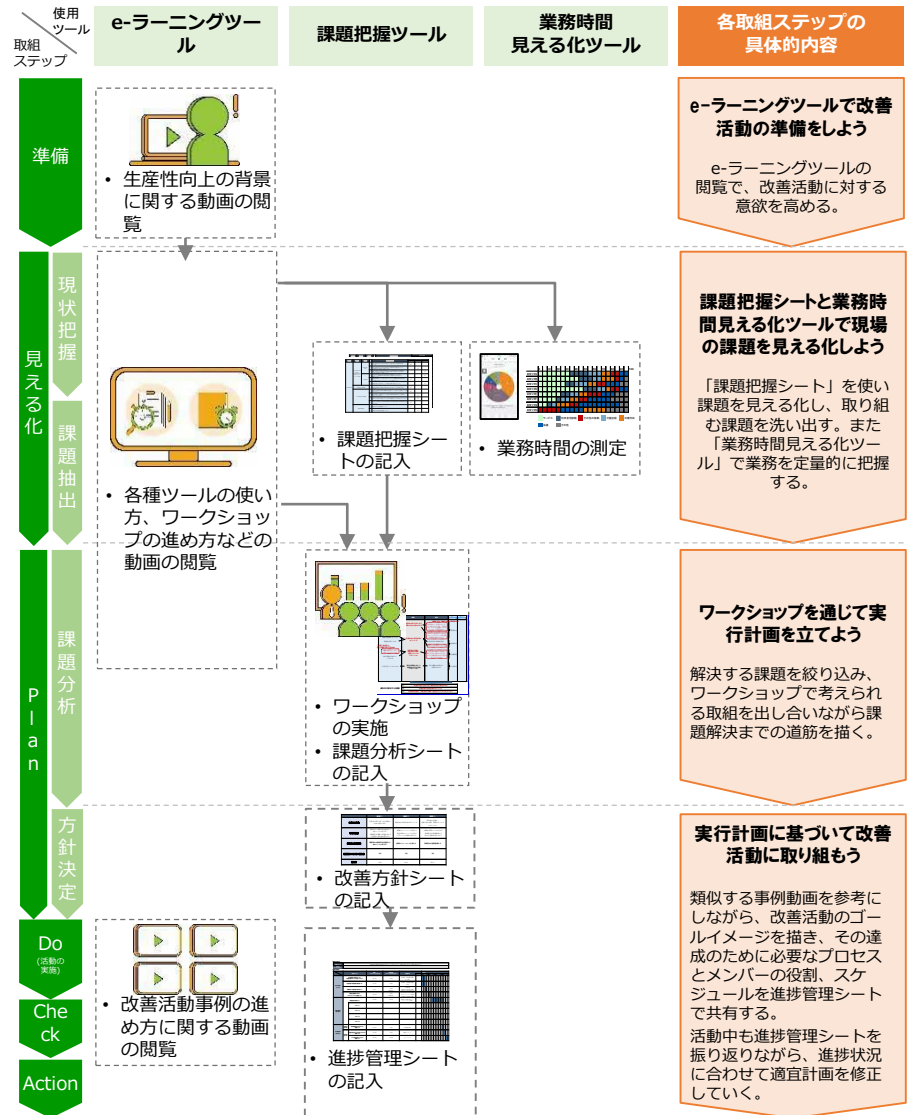 使用
ツール
取組
ステップ
e-ラーニングツー
ル
課題把握ツール
業務時間
見える化ツール
各取組ステップの
具体的内容
準備
• 生産性向上の背景
に関する動画の閲
覧
e-ラーニングツールで改善
活動の準備をしよう
e-ラーニングツールの
閲覧で、改善活動に対する
意欲を高める。
見える化
現状把握
課題抽出
• 各種ツールの使い
方、ワークショッ
プの進め方などの
動画の閲覧
• 課題把握シー
トの記入
• 業務時間の測定
課題把握シートと業務時
間見える化ツールで現場
の課題を見える化しよう
「課題把握シート」を使い
課題を見える化し、取り組
む課題を洗い出す。また
「業務時間見える化ツー
ル」で業務を定量的に把握
する。
Plan
課題分析
• ワークショップ
の実施
• 課題分析シート
の記入
ワークショップを通じて実
行計画を立てよう
解決する課題を絞り込み、
ワークショップで考えられ
る取組を出し合いながら課
題解決までの道筋を描く。
方針決定
• 改善方針シート
の記入
Do
(活動の
実施)
Che
ck
Action
• 改善活動事例の進
め方に関する動画
の閲覧
• 進捗管理シート
の記入
実行計画に基づいて改善
活動に取り組もう
類似する事例動画を参考に
しながら、改善活動のゴー
ルイメージを描き、その達
成のために必要なプロセス
とメンバーの役割、スケ
ジュールを進捗管理シート
で共有する。
活動中も進捗管理シートを
振り返りながら、進捗状況
に合わせて適宜計画を修正
していく。